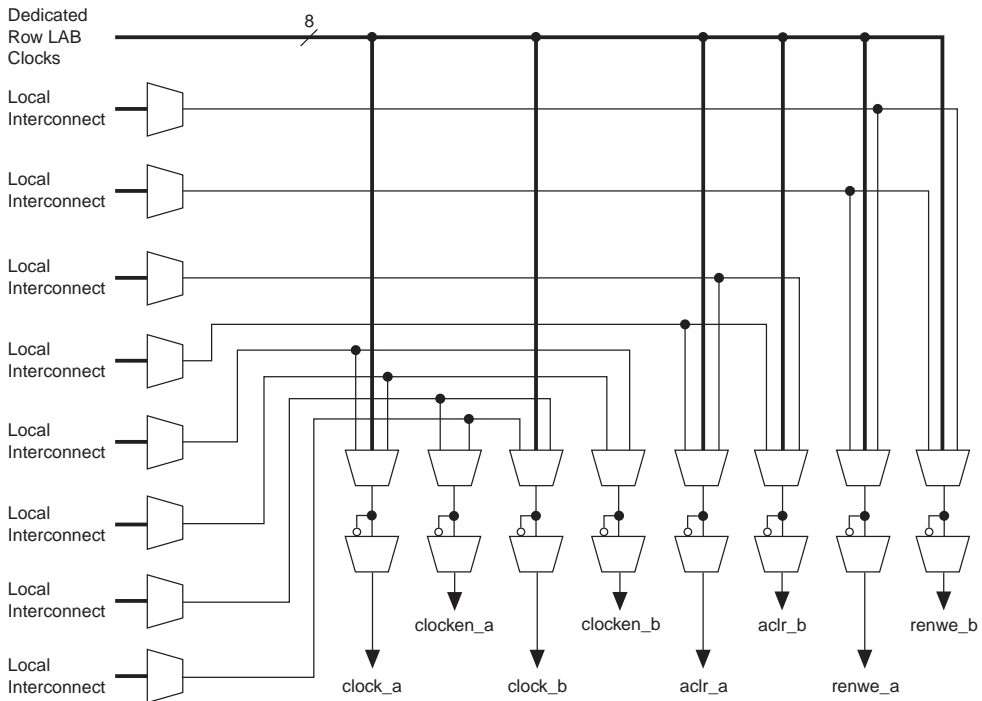 Dedicated
Row LAB
Clocks
8
Local
Interconnect
Local
Interconnect
Local
Interconnect
Local
Interconnect
Local
Interconnect
Local
Interconnect
Local
Interconnect
Local
Interconnect
clocken_a
clocken_b
aclr_b
renwe_b
clock_a
clock_b
aclr_a
renwe_a